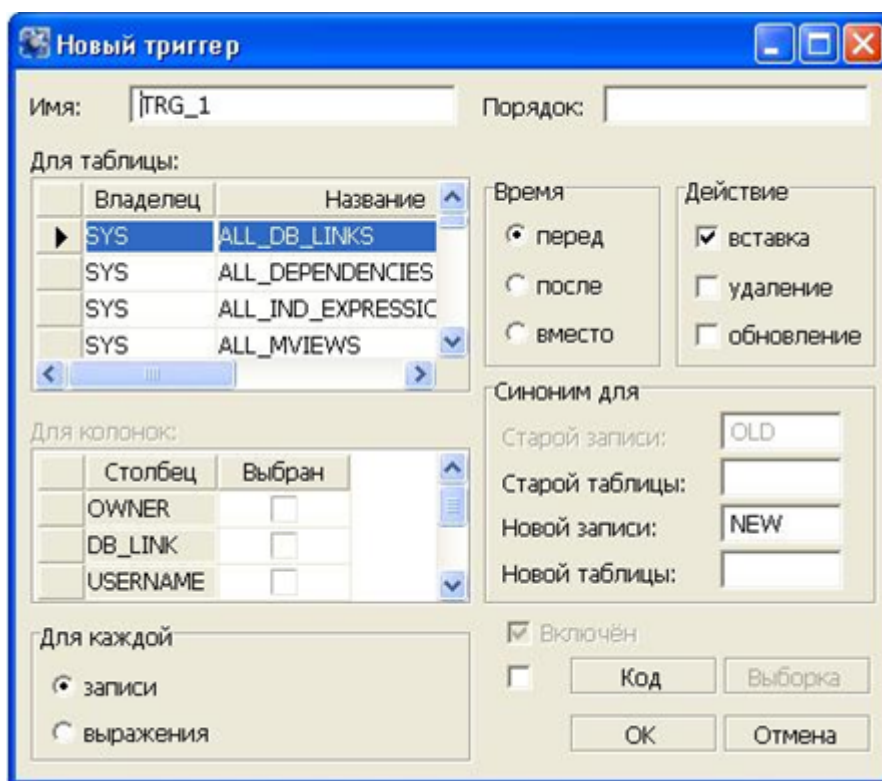 Новый триггер
Имя: TRG_1 Порядок:
Для таблицы:
Владелец Название
SYS ALL_DB_LINKS
SYS ALL_DEPENDENCIES
SYS ALL_IND_EXPRESSIC
SYS ALL_MVIEWS
Время
перед
после
вместо
Действие
вставка
удаление
обновление
Для колонок:
Столбец Выбран
OWNER
DB_LINK
USERNAME
Синоним для
Старой записи: OLD
Старой таблицы:
Новой записи: NEW
Новой таблицы:
Для каждой
записи
выражения
Включён
Код Выборка
ОК Отмена